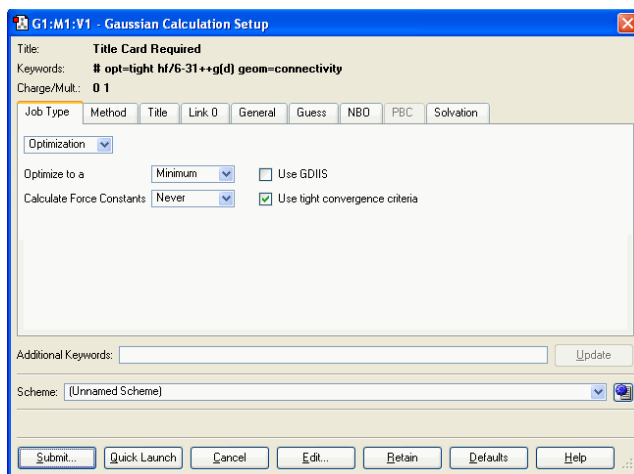 G1:M1:V1 - Gaussian Calculation Setup
Title: Title Card Required
Keywords: # opt=tight hf/6-31++g(d) geom=connectivity
Charge/Mult.: 0 1
Job Type Method Title Link 0 General Guess NBO PBC Solvation
Optimization
Optimize to a Minimum Use GDIIS
Calculate Force Constants Never Use tight convergence criteria
Additional Keywords: Update
Scheme: (Unnamed Scheme)
Submit... Quick Launch Cancel Edit... Retain Defaults Help